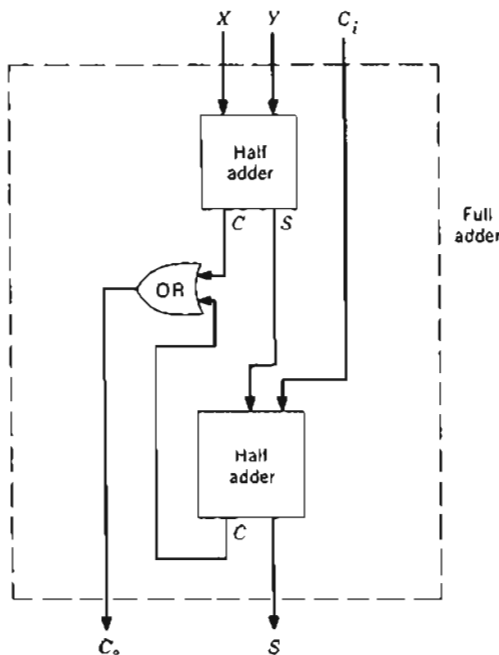 X Y C_i
Half
adder
C S
Full
adder
OR
Half
adder
C
C_o S